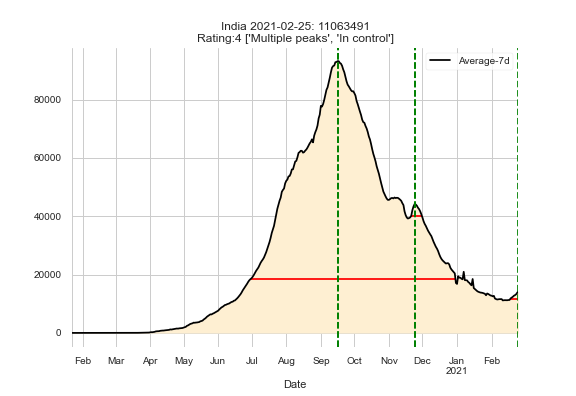 India 2021-02-25: 11063491
Rating:4 ['Multiple peaks', 'In control']
Average-7d
80000
60000
40000
20000
0
Feb Mar Apr May Jun Jul Aug Sep Oct Nov Dec Jan Feb
2021
Date